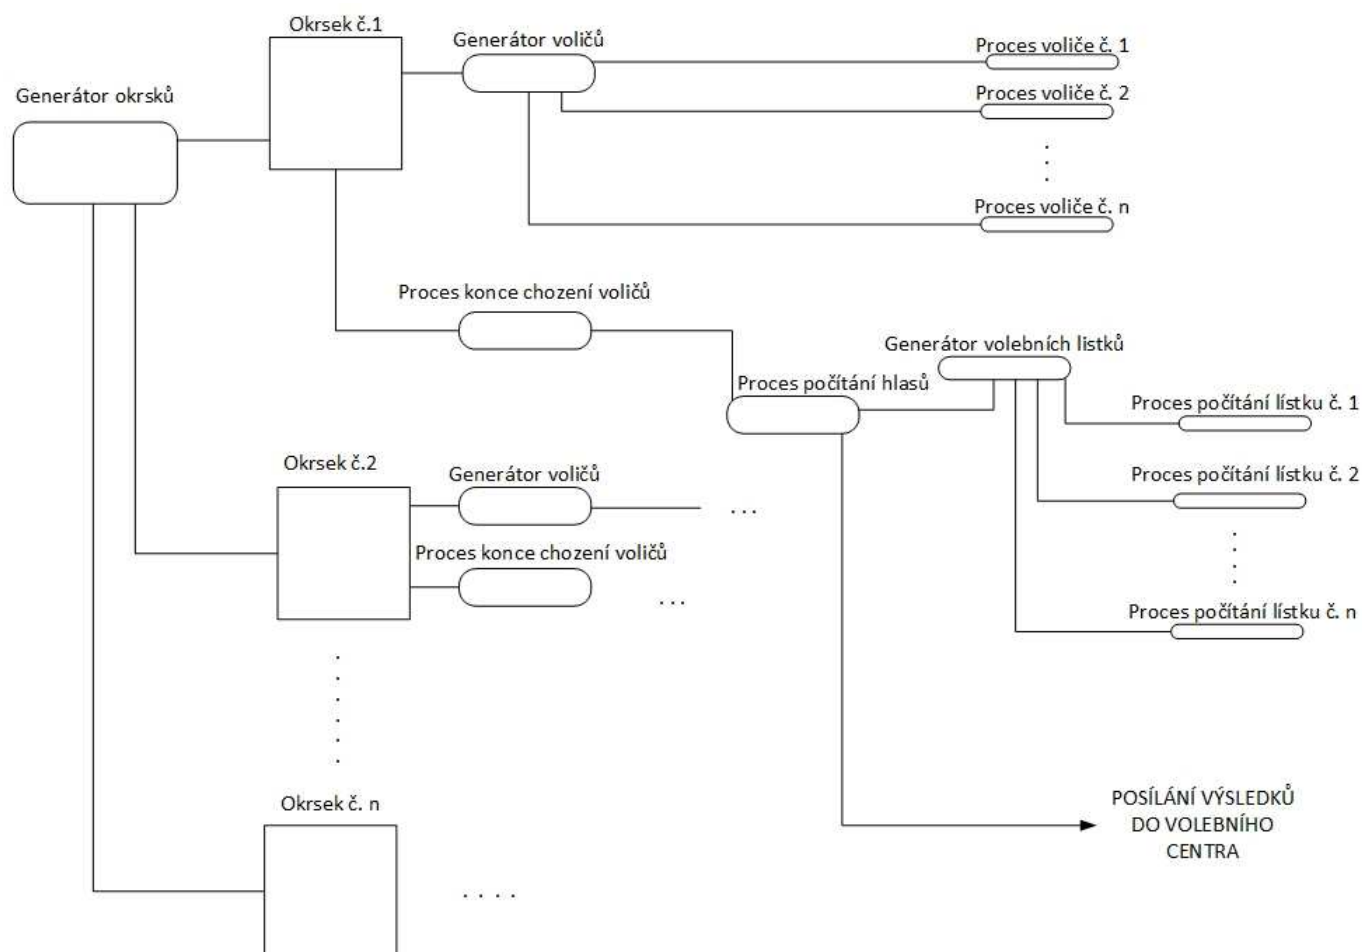 Okrsek č.1
Generátor voličů
Proces voliče č. 1
Generátor okrsků
Proces voliče č. 2
Proces voliče č. n
Proces konce chození voličů
Generátor volebních listků
Proces počítání hlasů
Proces počítání lístku č. 1
Okrsek č.2
Generátor voličů
Proces počítání lístku č. 2
. . .
Proces konce chození voličů
. . .
Proces počítání lístku č. n
Okrsek č. n
POSÍLÁNÍ VÝSLEDKŮ
DO VOLEBNÍHO
CENTRA
. . . .